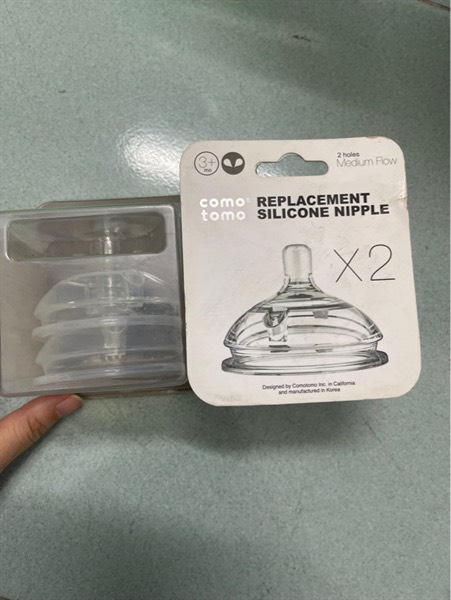 3+
mo
2 holes
Medium Flow
como
tomo
REPLACEMENT
SILICONE NIPPLE
X2
Designed by Comotomo Inc. in California
and manufactured in Korea